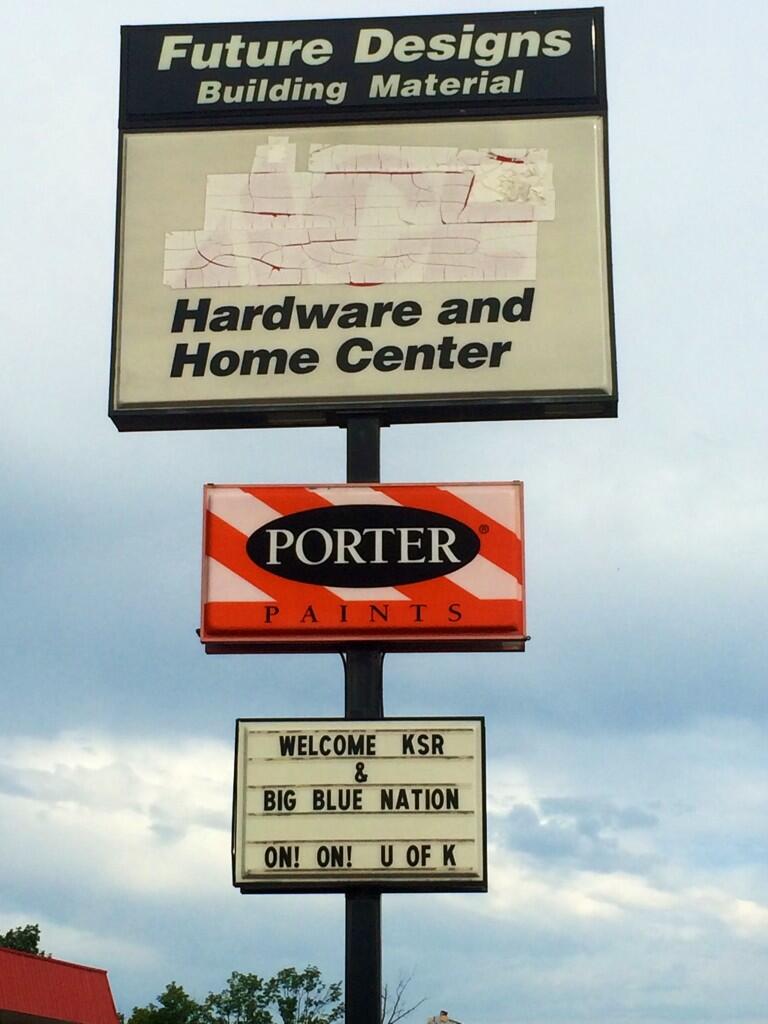 Future Designs
Building Material
Hardware and
Home Center
PORTER®
PAINTS
WELCOME KSR
&
BIG BLUE NATION
ON! ON! U OF K